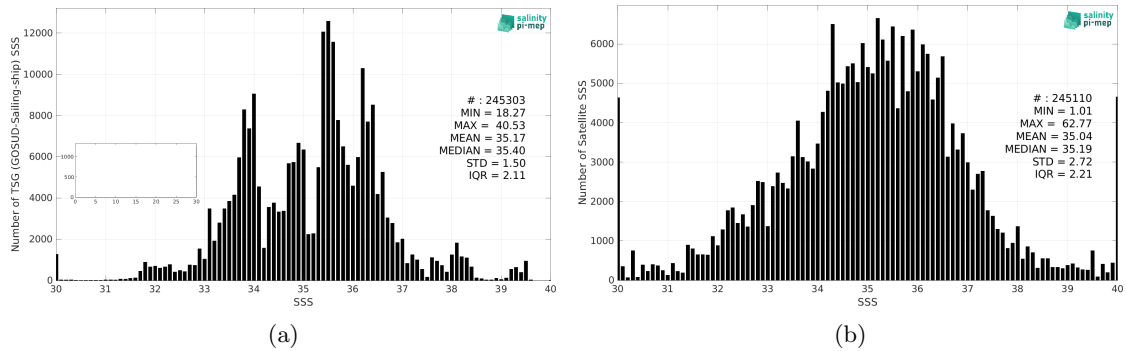 12000
10000
8000
6000
4000
2000
0
Number of TSG (GOSUD-Sailing-ship) SSS
salinity
pi-mep
# : 245303
MIN = 18.27
MAX = 40.53
MEAN = 35.17
MEDIAN = 35.40
STD = 1.50
IQR = 2.11
1000
500
0
0 5 10 15 20 25 30
30 31 32 33 34 35 36 37 38 39 40
SSS
(a)
6000
5000
4000
3000
2000
1000
0
Number of Satellite SSS
salinity
pi-mep
# : 245110
MIN = 1.01
MAX = 62.77
MEAN = 35.04
MEDIAN = 35.19
STD = 2.72
IQR = 2.21
30 31 32 33 34 35 36 37 38 39 40
SSS
(b)